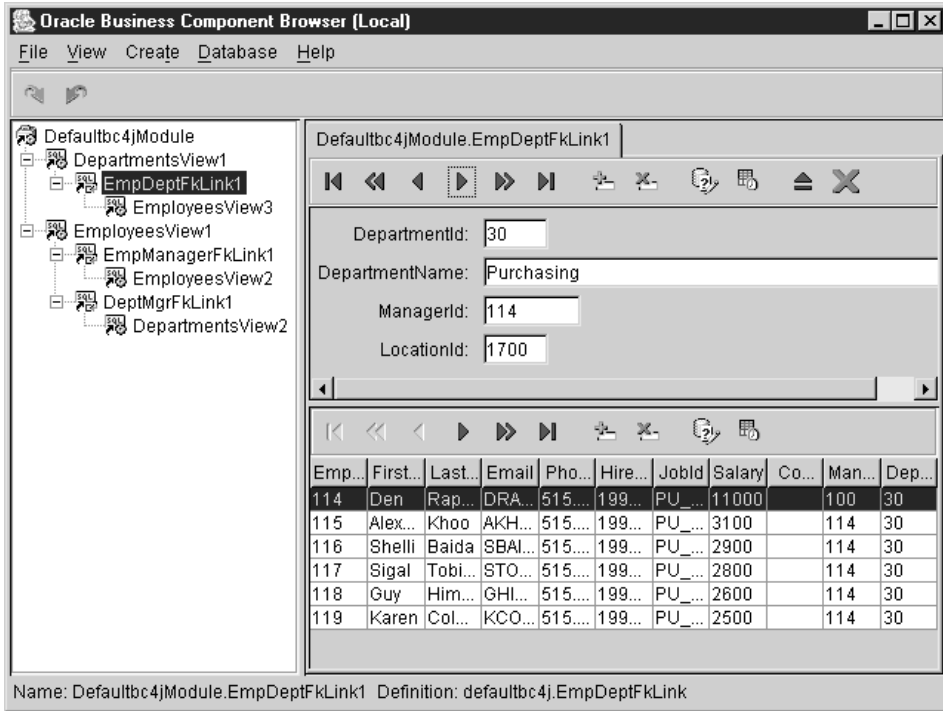 Oracle Business Component Browser (Local)
File View Create Database Help
Defaultbc4jModule
DepartmentsView1
EmpDeptFkLink1
EmployeesView3
EmployeesView1
EmpManagerFkLink1
EmployeesView2
DeptMgrFkLink1
DepartmentsView2
Defaultbc4jModule.EmpDeptFkLink1
DepartmentId: 30
DepartmentName: Purchasing
ManagerId: 114
LocationId: 1700
Emp... First... Last... Email Pho... Hire... JobId Salary Co... Man... Dep...
114 Den Rap... DRA... 515.... 199... PU_... 11000 100 30
115 Alex... Khoo AKH... 515.... 199... PU_... 3100 114 30
116 Shelli Baida SBAI... 515.... 199... PU_... 2900 114 30
117 Sigal Tobi... STO... 515.... 199... PU_... 2800 114 30
118 Guy Him... GHI... 515.... 199... PU_... 2600 114 30
119 Karen Col... KCO... 515.... 199... PU_... 2500 114 30
Name: Defaultbc4jModule.EmpDeptFkLink1 Definition: defaultbc4j.EmpDeptFkLink